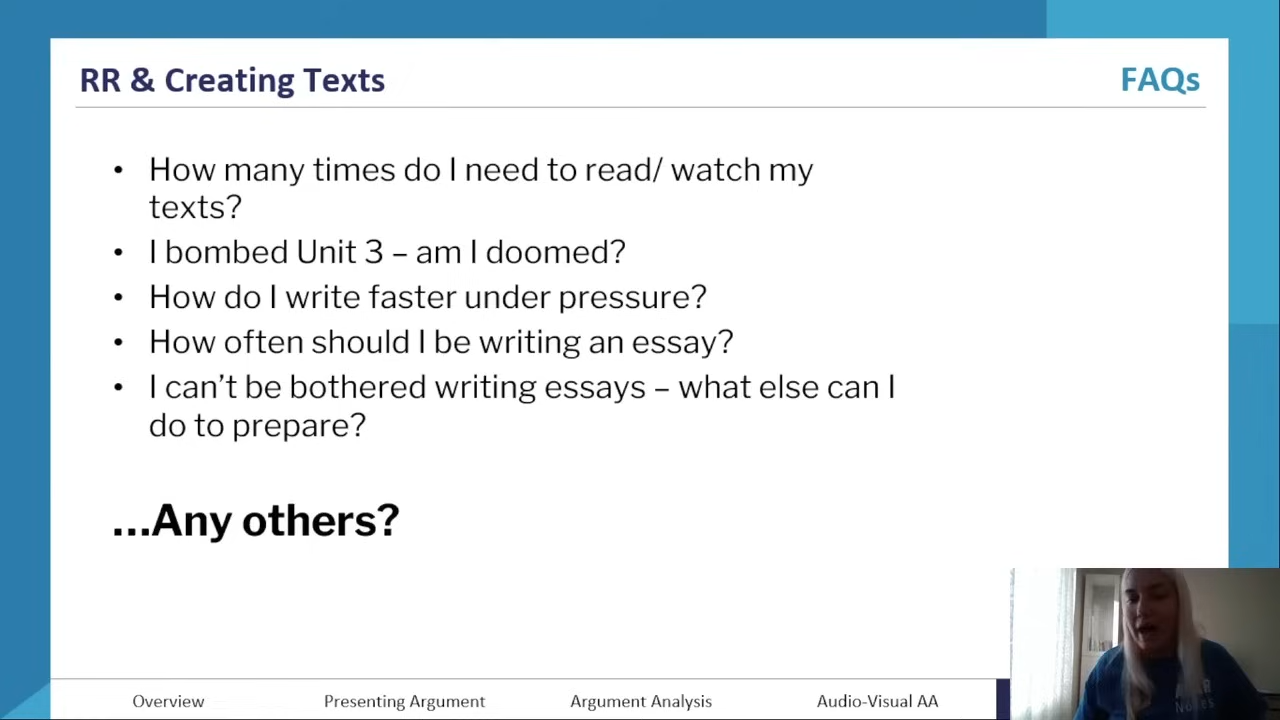 RR & Creating Texts
FAQs
• How many times do I need to read/ watch my
texts?
• I bombed Unit 3 – am I doomed?
• How do I write faster under pressure?
• How often should I be writing an essay?
• I can't be bothered writing essays – what else can I
do to prepare?
...Any others?
Overview
Presenting Argument
Argument Analysis
Audio-Visual AA